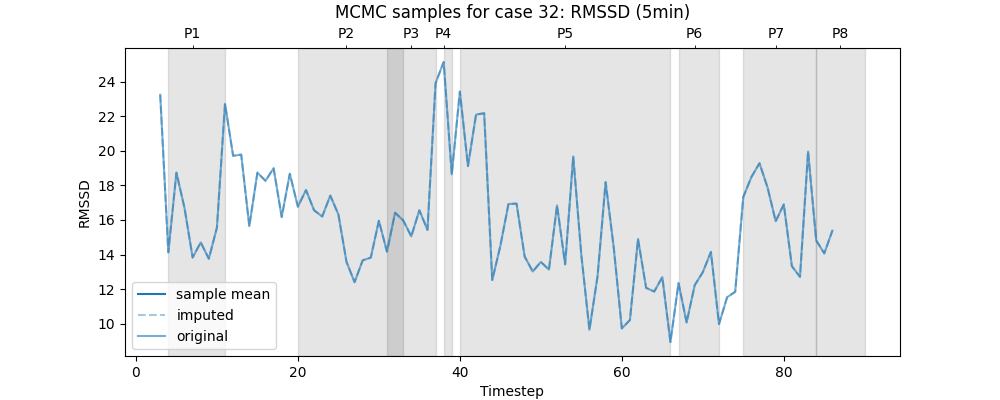 MCMC samples for case 32: RMSSD (5min)
P1 P2 P3 P4 P5 P6 P7 P8
24
22
20
18
16
14
12
10
RMSSD
sample mean
imputed
original
0 20 40 60 80
Timestep